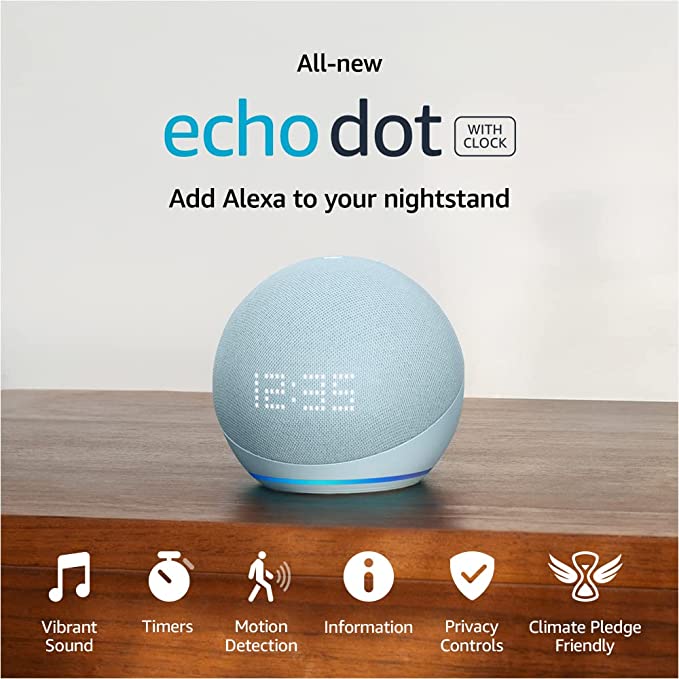 All-new
echo dot WITH CLOCK
Add Alexa to your nightstand
12:35
Vibrant Sound
Timers
Motion Detection
Information
Privacy Controls
Climate Pledge Friendly